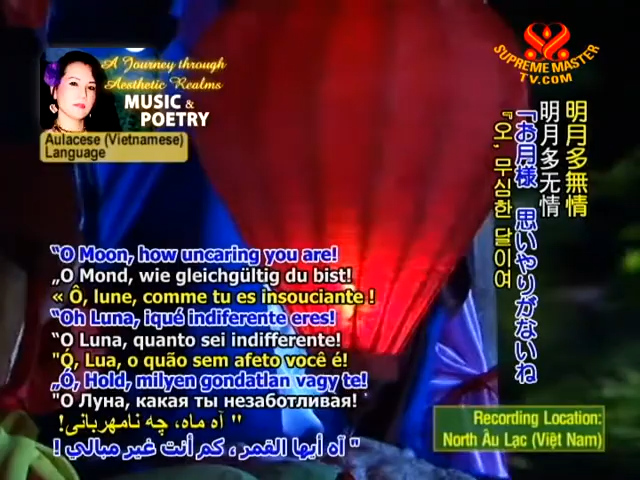 SUPREME MASTER
TV.COM
A Journey through
Aesthetic Realms
MUSIC &
POETRY
Aulacese (Vietnamese)
Language
明月多無情
明月多无情
「お月様　思いやりがないね
『오, 무심한 달이여
“O Moon, how uncaring you are!
„O Mond, wie gleichgültig du bist!
« Ô, lune, comme tu es insouciante !
“Oh Luna, ¡qué indiferente eres!
“O Luna, quanto sei indifferente!
"Ó, Lua, o quão sem afeto você é!
„Ó, Hold, milyen gondatlan vagy te!
"О Луна, какая ты незаботливая!
" آه ماه، چه نامهربانی!
" آه أيها القمر ، كم أنت غير مبالي !
Recording Location:
North Âu Lạc (Việt Nam)